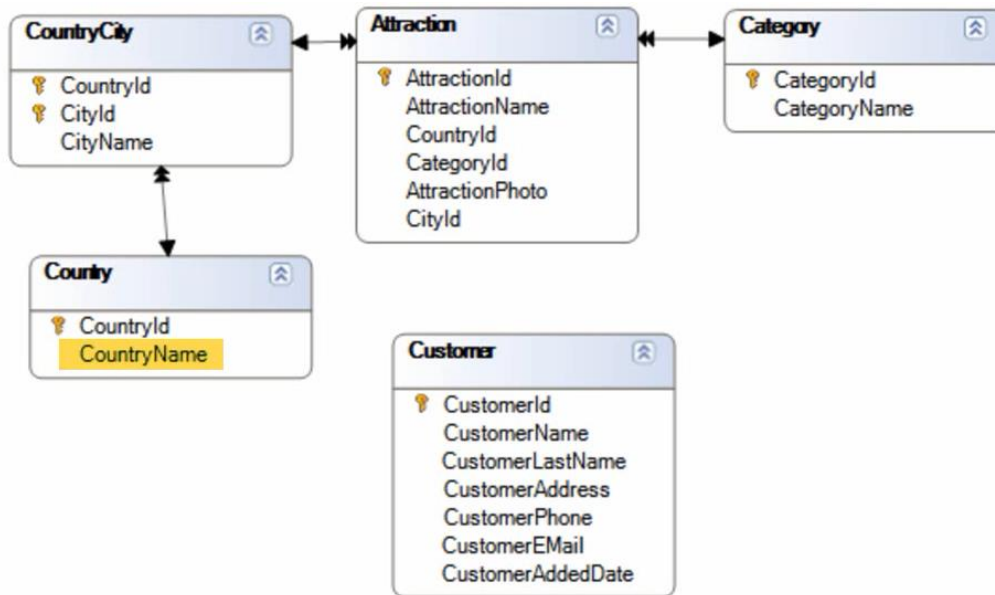 CountryCity
CountryId
CityId
CityName
Attraction
AttractionId
AttractionName
CountryId
CategoryId
AttractionPhoto
CityId
Category
CategoryId
CategoryName
Country
CountryId
CountryName
Customer
CustomerId
CustomerName
CustomerLastName
CustomerAddress
CustomerPhone
CustomerEMail
CustomerAddedDate